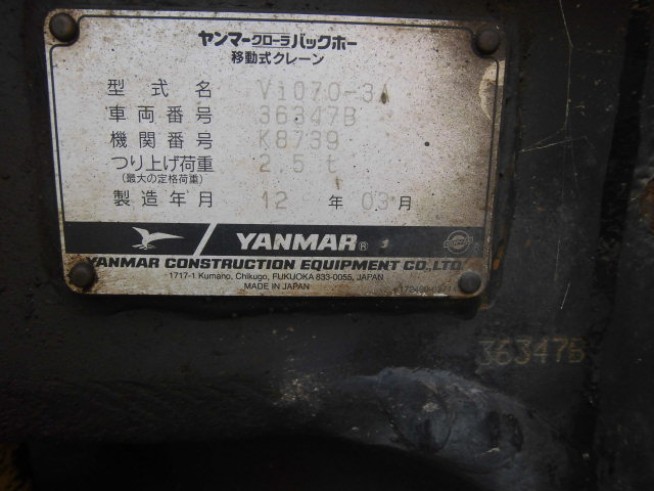 ヤンマークローラバックホー
移動式クレーン
型式名 ViO70-3A
車両番号 36347B
機関番号 K8739
つり上げ荷重 2.5 t
(最大の定格荷重)
製造年月 12 年 03 月
YANMAR®
YANMAR CONSTRUCTION EQUIPMENT CO.,LTD.
1717-1 Kumano, Chikugo, FUKUOKA 833-0055, JAPAN
MADE IN JAPAN
36347B